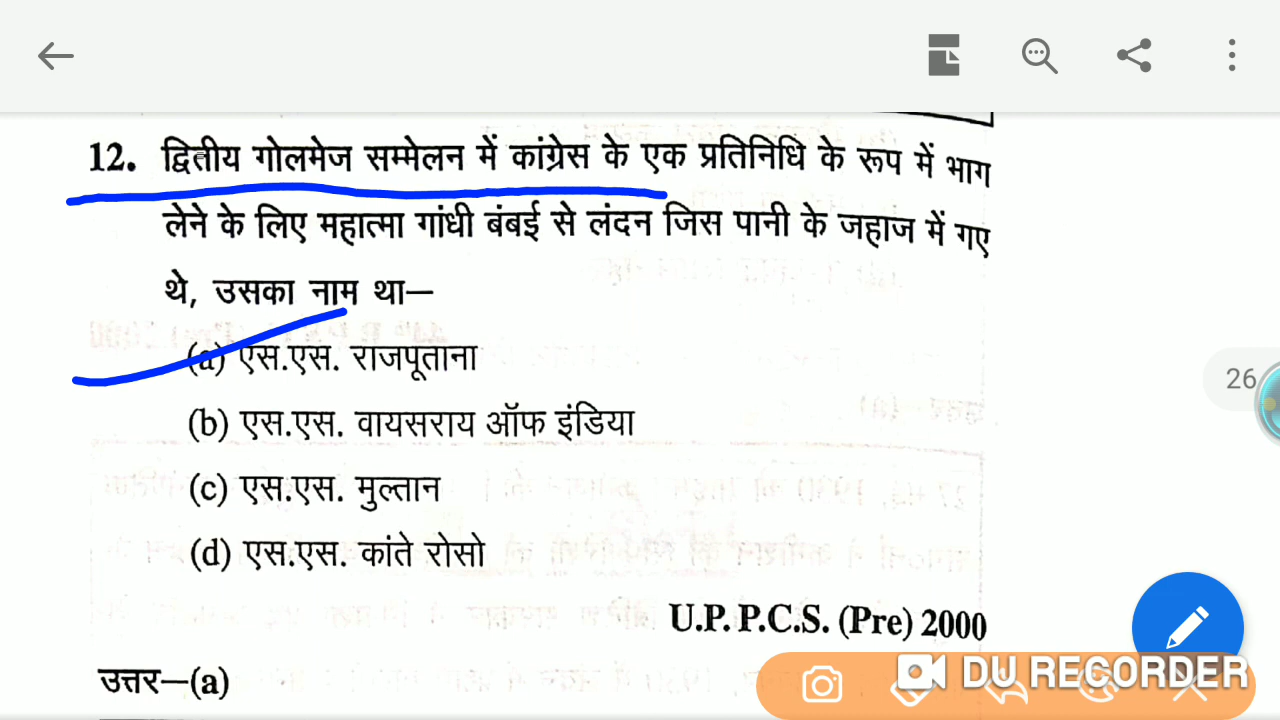 12. द्वितीय गोलमेज सम्मेलन में कांग्रेस के एक प्रतिनिधि के रूप में भाग
लेने के लिए महात्मा गांधी बंबई से लंदन जिस पानी के जहाज में गए
थे, उसका नाम था—
(a) एस.एस. राजपूताना
(b) एस.एस. वायसराय ऑफ इंडिया
26
(c) एस.एस. मुल्तान
(d) एस.एस. कांते रोसो
U.P.P.C.S. (Pre) 2000
उत्तर—(a)
DU RECORDER